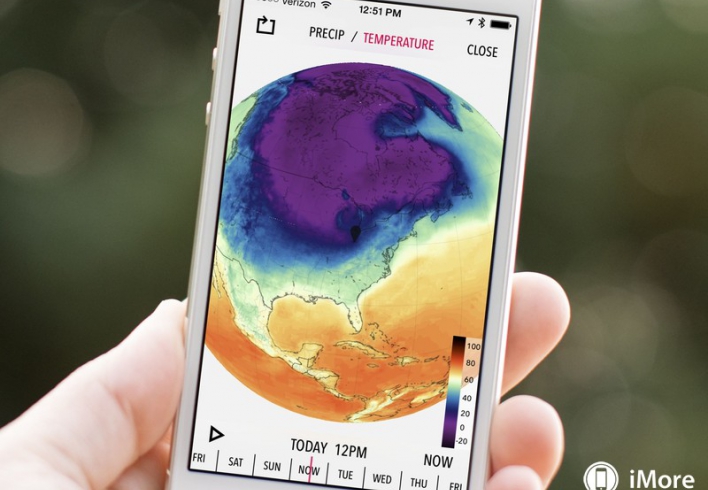 Verizon 12:51 PM
PRECIP / TEMPERATURE CLOSE
100
80
60
40
20
0
-20
TODAY 12PM NOW
FRI SAT SUN NOW TUE WED THU FRI
iMore